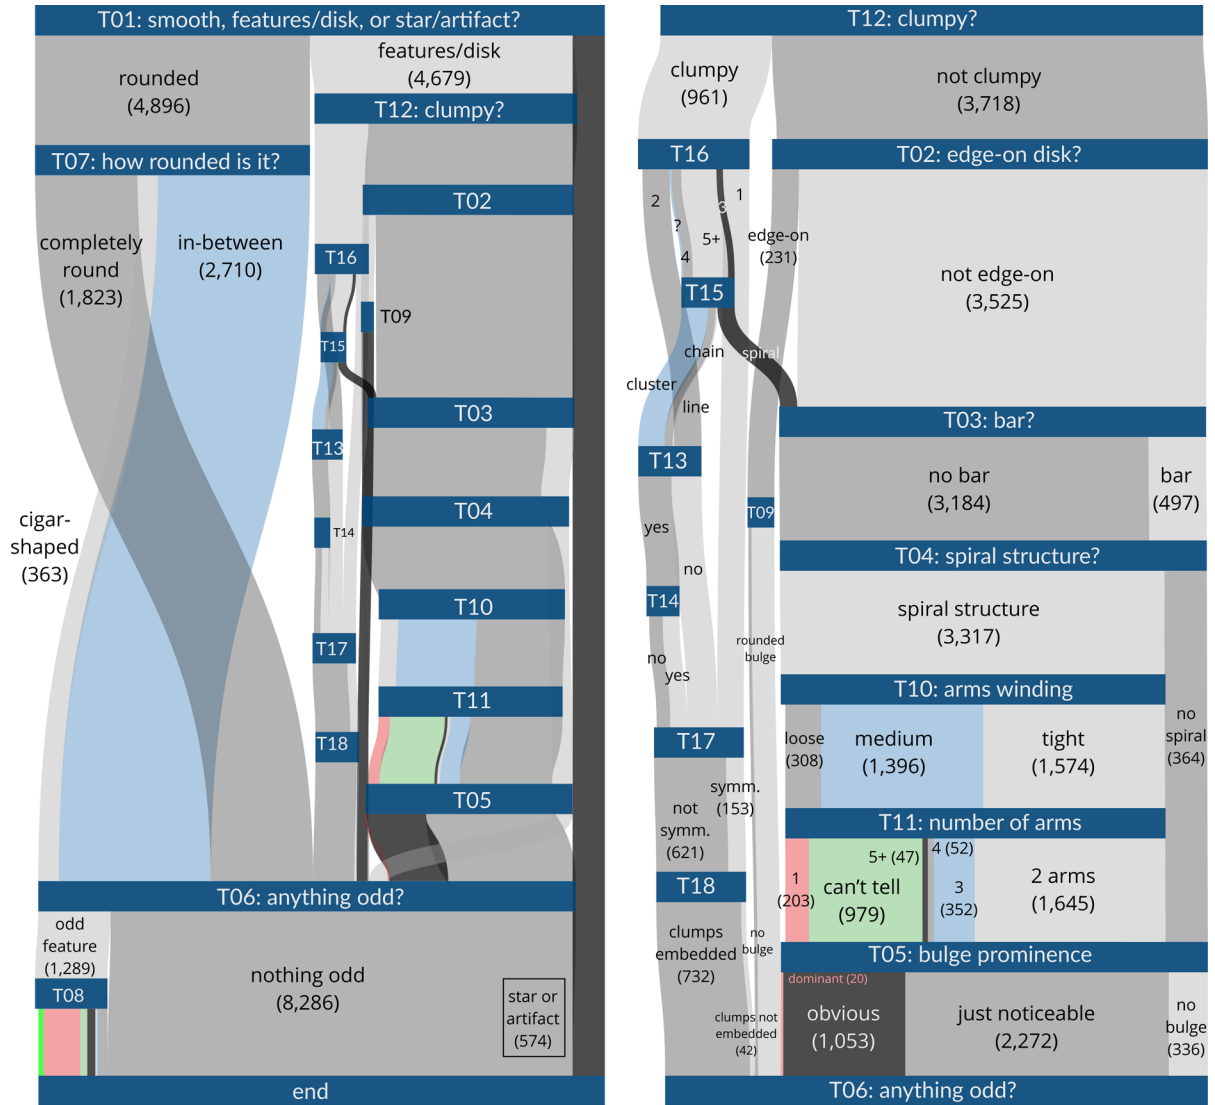 T01: smooth, features/disk, or star/artifact?
rounded
(4,896)
features/disk
(4,679)
T12: clumpy?
T07: how rounded is it?
completely
round
(1,823)
in-between
(2,710)
cigar-
shaped
(363)
T02
T16
T09
T15
T03
T13
T04
T14
T10
T17
T11
T18
T05
T06: anything odd?
odd
feature
(1,289)
T08
nothing odd
(8,286)
star or
artifact
(574)
end
T12: clumpy?
clumpy
(961)
not clumpy
(3,718)
T16
T02: edge-on disk?
2
?
4
5+
3
1
edge-on
(231)
not edge-on
(3,525)
T15
chain
spiral
cluster
line
T03: bar?
T13
no bar
(3,184)
bar
(497)
T09
yes
no
T04: spiral structure?
T14
spiral structure
(3,317)
rounded
bulge
no
yes
T10: arms winding
T17
loose
(308)
medium
(1,396)
tight
(1,574)
no
spiral
(364)
symm.
(153)
not
symm.
(621)
T11: number of arms
1
(203)
can't tell
(979)
5+ (47)
4 (52)
3
(352)
2 arms
(1,645)
T18
clumps
embedded
(732)
no
bulge
T05: bulge prominence
dominant (20)
obvious
(1,053)
just noticeable
(2,272)
no
bulge
(336)
clumps not
embedded
(42)
T06: anything odd?